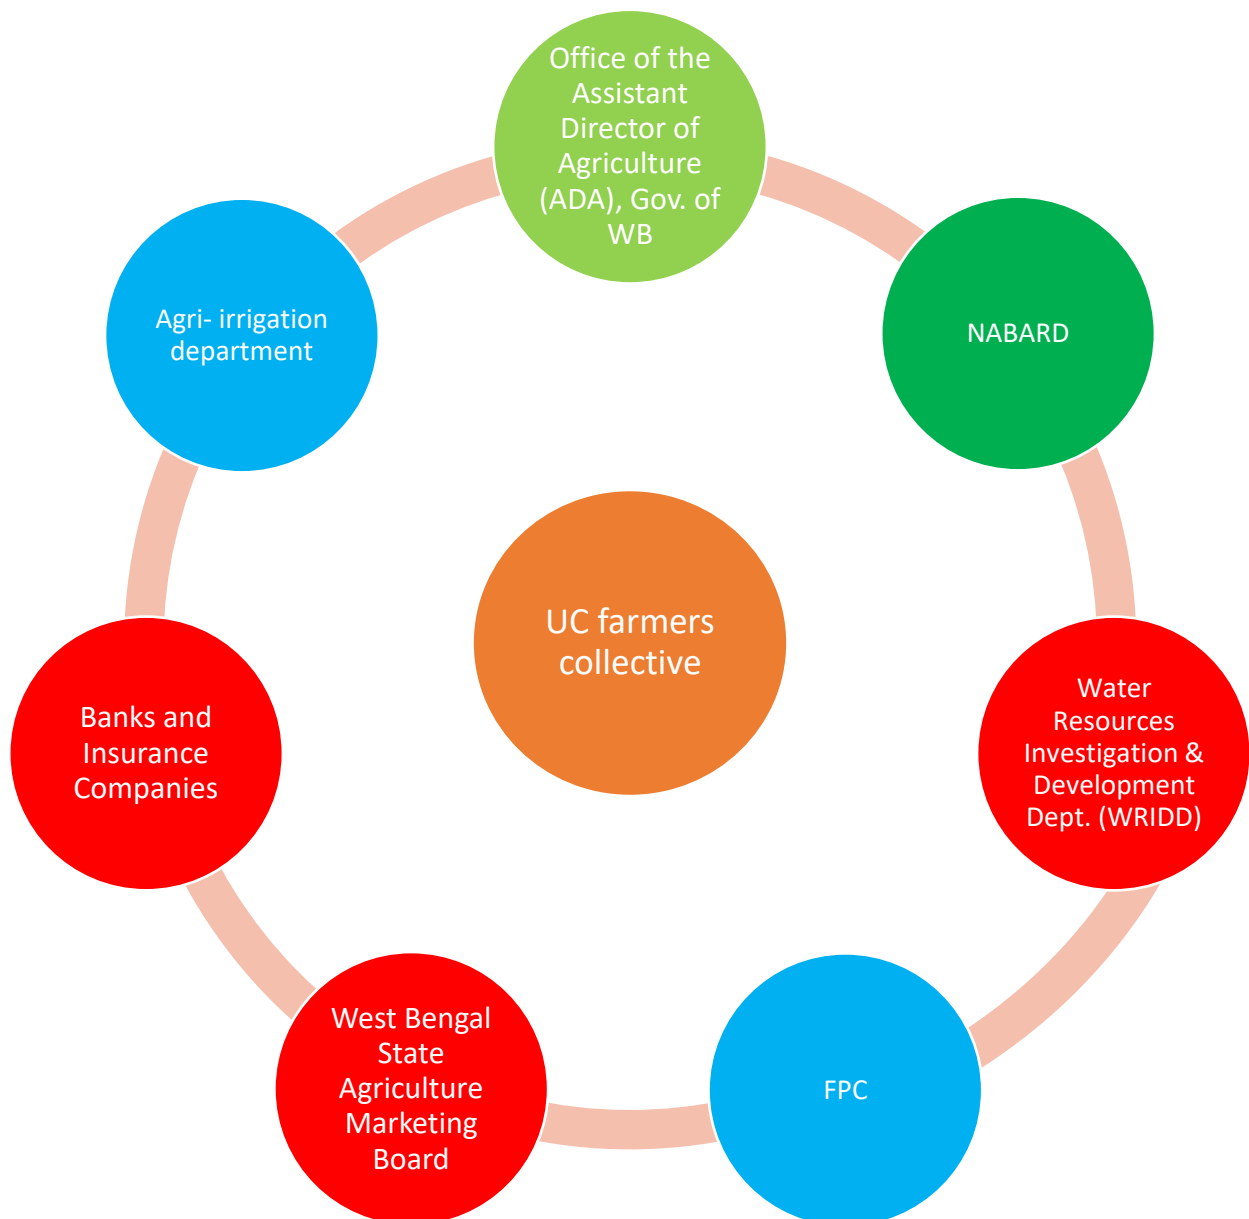 Office of the
Assistant
Director of
Agriculture
(ADA), Gov. of
WB
NABARD
Water
Resources
Investigation &
Development
Dept. (WRIDD)
FPC
West Bengal
State
Agriculture
Marketing
Board
Banks and
Insurance
Companies
Agri- irrigation
department
UC farmers
collective